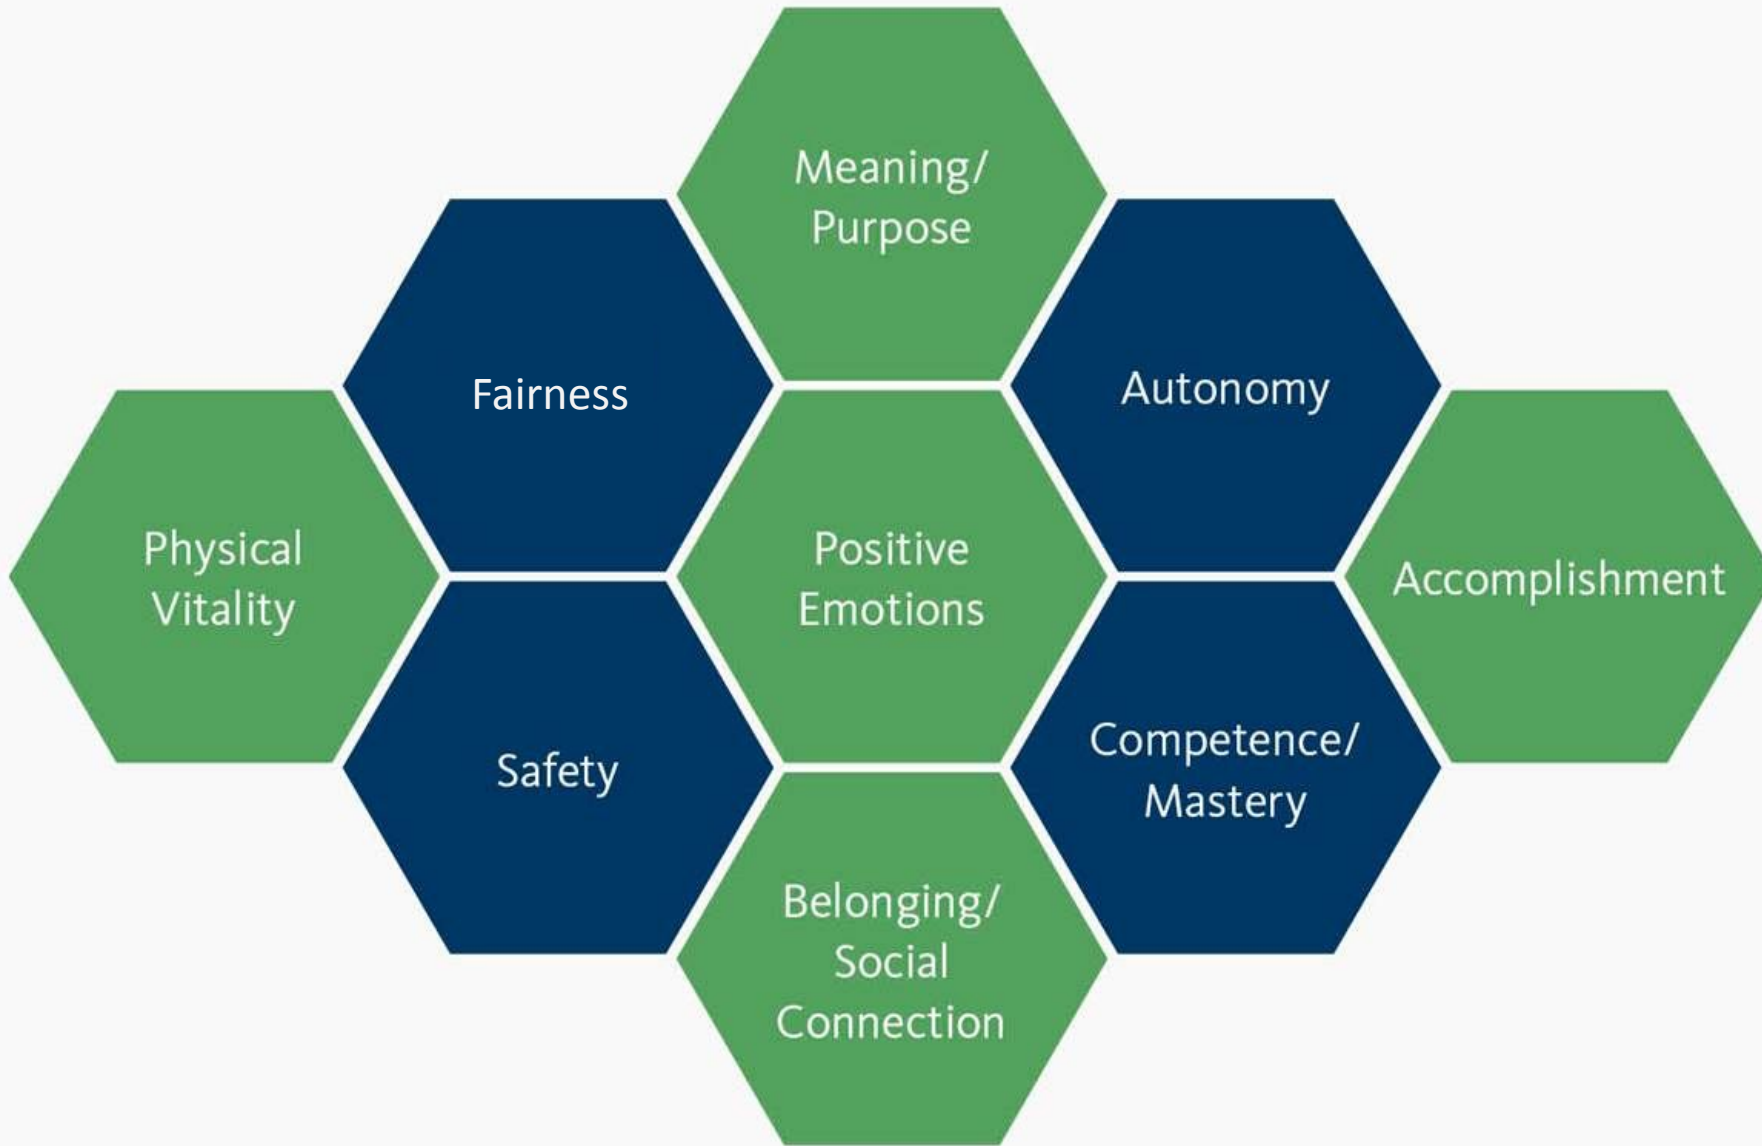 Meaning/
Purpose
Fairness
Autonomy
Physical
Vitality
Positive
Emotions
Accomplishment
Safety
Competence/
Mastery
Belonging/
Social
Connection